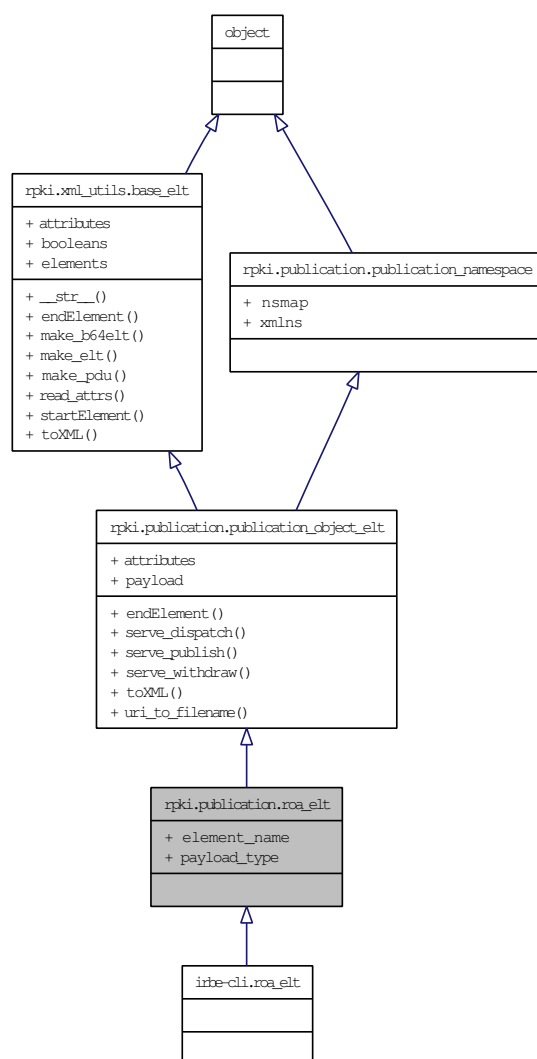 object
rpki.xml_utils.base_elt
+ attributes
+ booleans
+ elements
+ __str__()
+ endElement()
+ make_b64elt()
+ make_elt()
+ make_pdu()
+ read_attrs()
+ startElement()
+ toXML()
rpki.publication.publication_namespace
+ nsmap
+ xmlns
rpki.publication.publication_object_elt
+ attributes
+ payload
+ endElement()
+ serve_dispatch()
+ serve_publish()
+ serve_withdraw()
+ toXML()
+ uri_to_filename()
rpki.publication.roa_elt
+ element_name
+ payload_type
irbe-cli.roa_elt